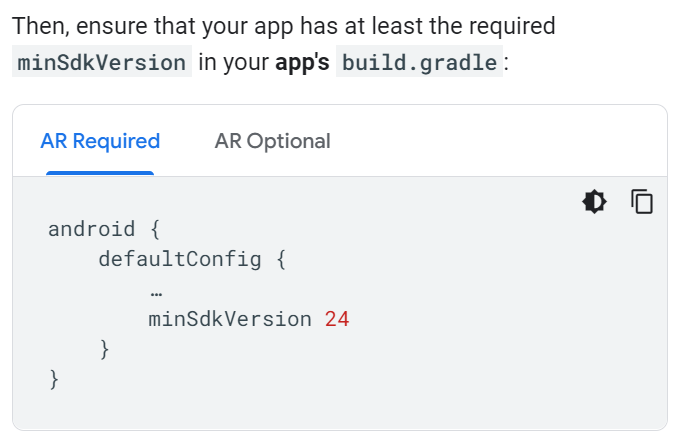 Then, ensure that your app has at least the required
minSdkVersion in your app's build.gradle:
AR Required AR Optional
android {
defaultConfig {
…
minSdkVersion 24
}
}